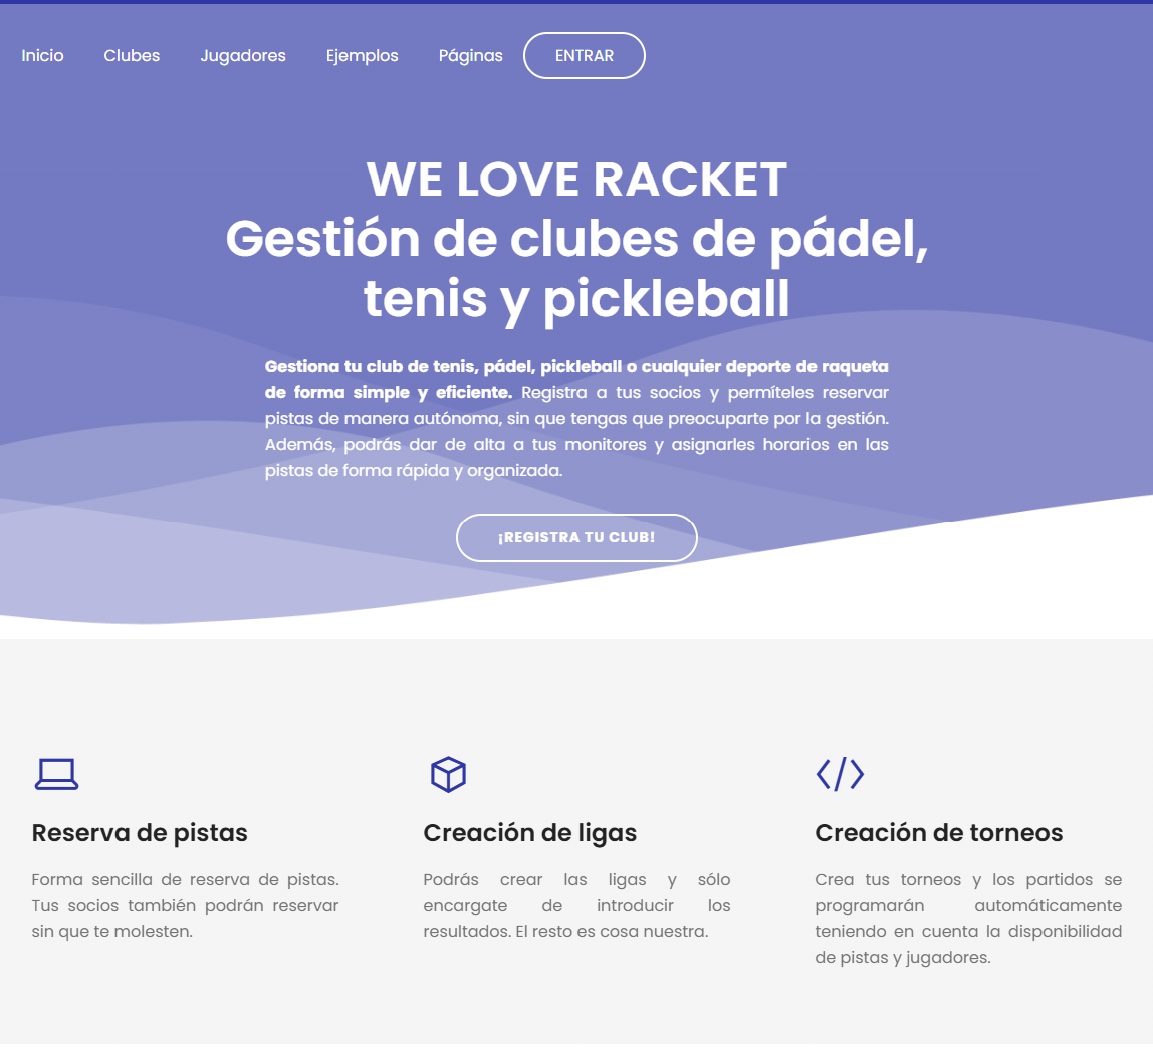 Inicio Clubes Jugadores Ejemplos Páginas ENTRAR
WE LOVE RACKET
Gestión de clubes de pádel,
tenis y pickleball
Gestiona tu club de tenis, pádel, pickleball o cualquier deporte de raqueta
de forma simple y eficiente. Registra a tus socios y permíteles reservar
pistas de manera autónoma, sin que tengas que preocuparte por la gestión.
Además, podrás dar de alta a tus monitores y asignarles horarios en las
pistas de forma rápida y organizada.
¡REGISTRA TU CLUB!
Reserva de pistas
Forma sencilla de reserva de pistas.
Tus socios también podrán reservar
sin que te molesten.
Creación de ligas
Podrás crear las ligas y sólo
encargate de introducir los
resultados. El resto es cosa nuestra.
Creación de torneos
Crea tus torneos y los partidos se
programarán automáticamente
teniendo en cuenta la disponibilidad
de pistas y jugadores.